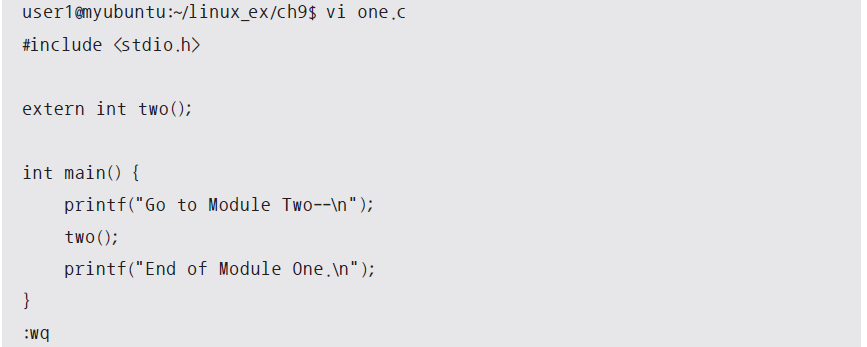 user1@myubuntu:~/linux_ex/ch9$ vi one.c
#include <stdio.h>
extern int two();
int main() {
printf("Go to Module Two--\n");
two();
printf("End of Module One.\n");
}
:wq